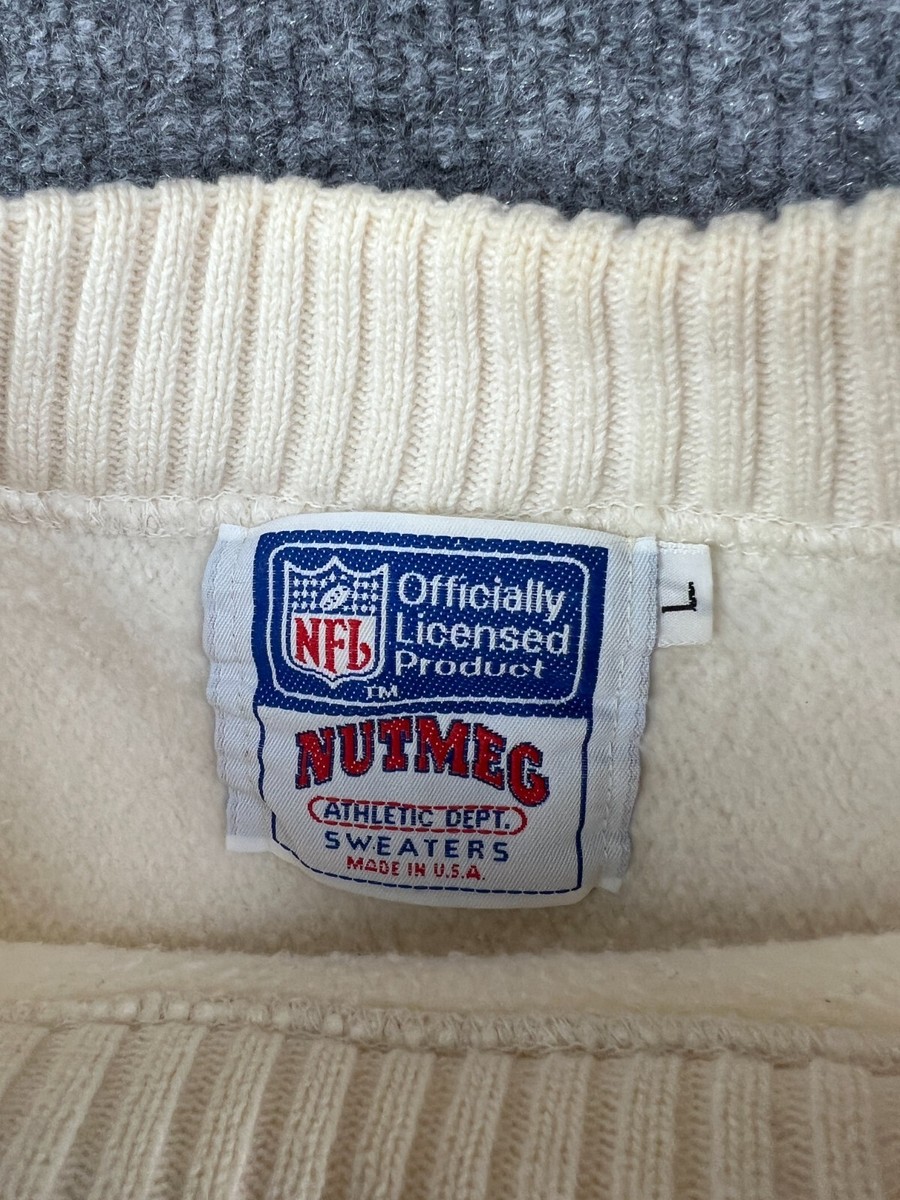 NFL
Officially
Licensed
Product
TM
L
NUTMEG
ATHLETIC DEPT.
SWEATERS
MADE IN U.S.A.